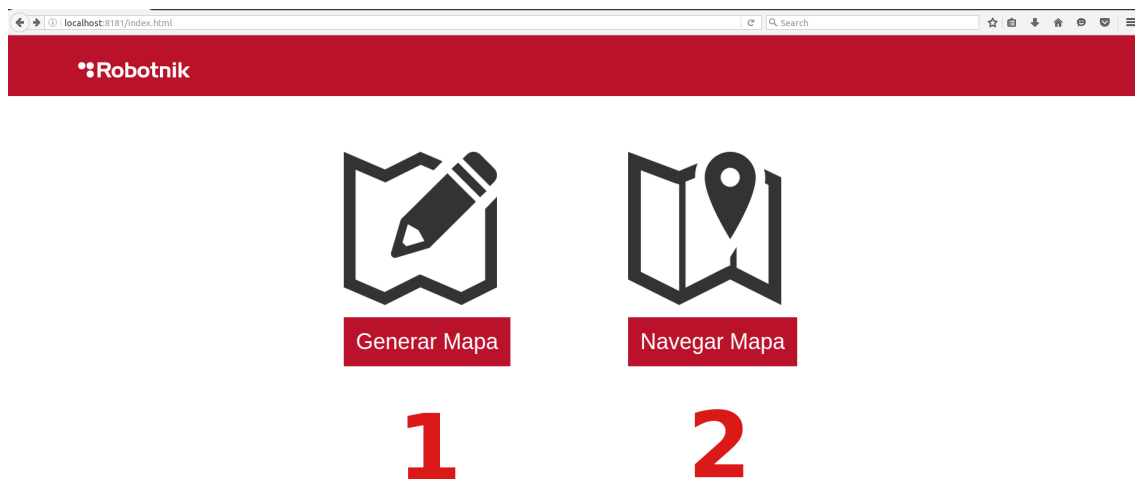 localhost:8181/index.html
Search
Robotnik
Generar Mapa Navegar Mapa
1 2